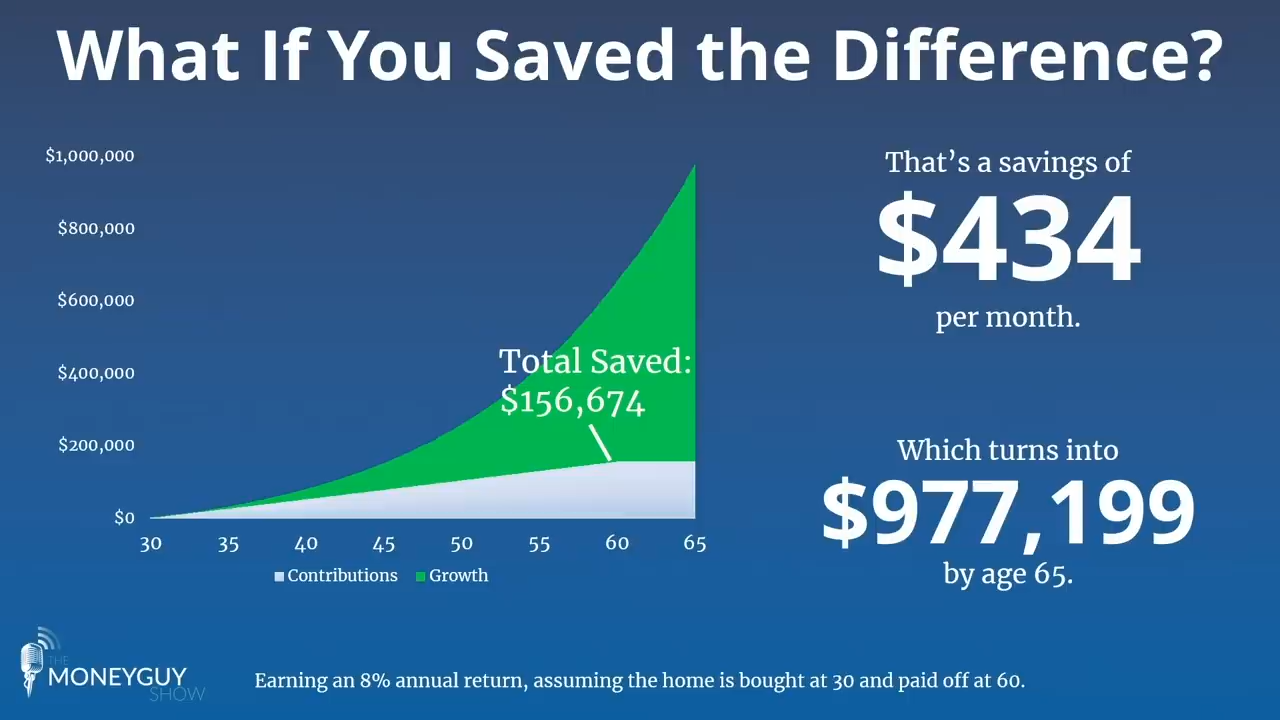 What If You Saved the Difference?
$1,000,000
$800,000
$600,000
$400,000
$200,000
$0
30 35 40 45 50 55 60 65
Total Saved:
$156,674
Contributions Growth
That’s a savings of
$434
per month.
Which turns into
$977,199
by age 65.
THE
MONEYGUY
SHOW
Earning an 8% annual return, assuming the home is bought at 30 and paid off at 60.